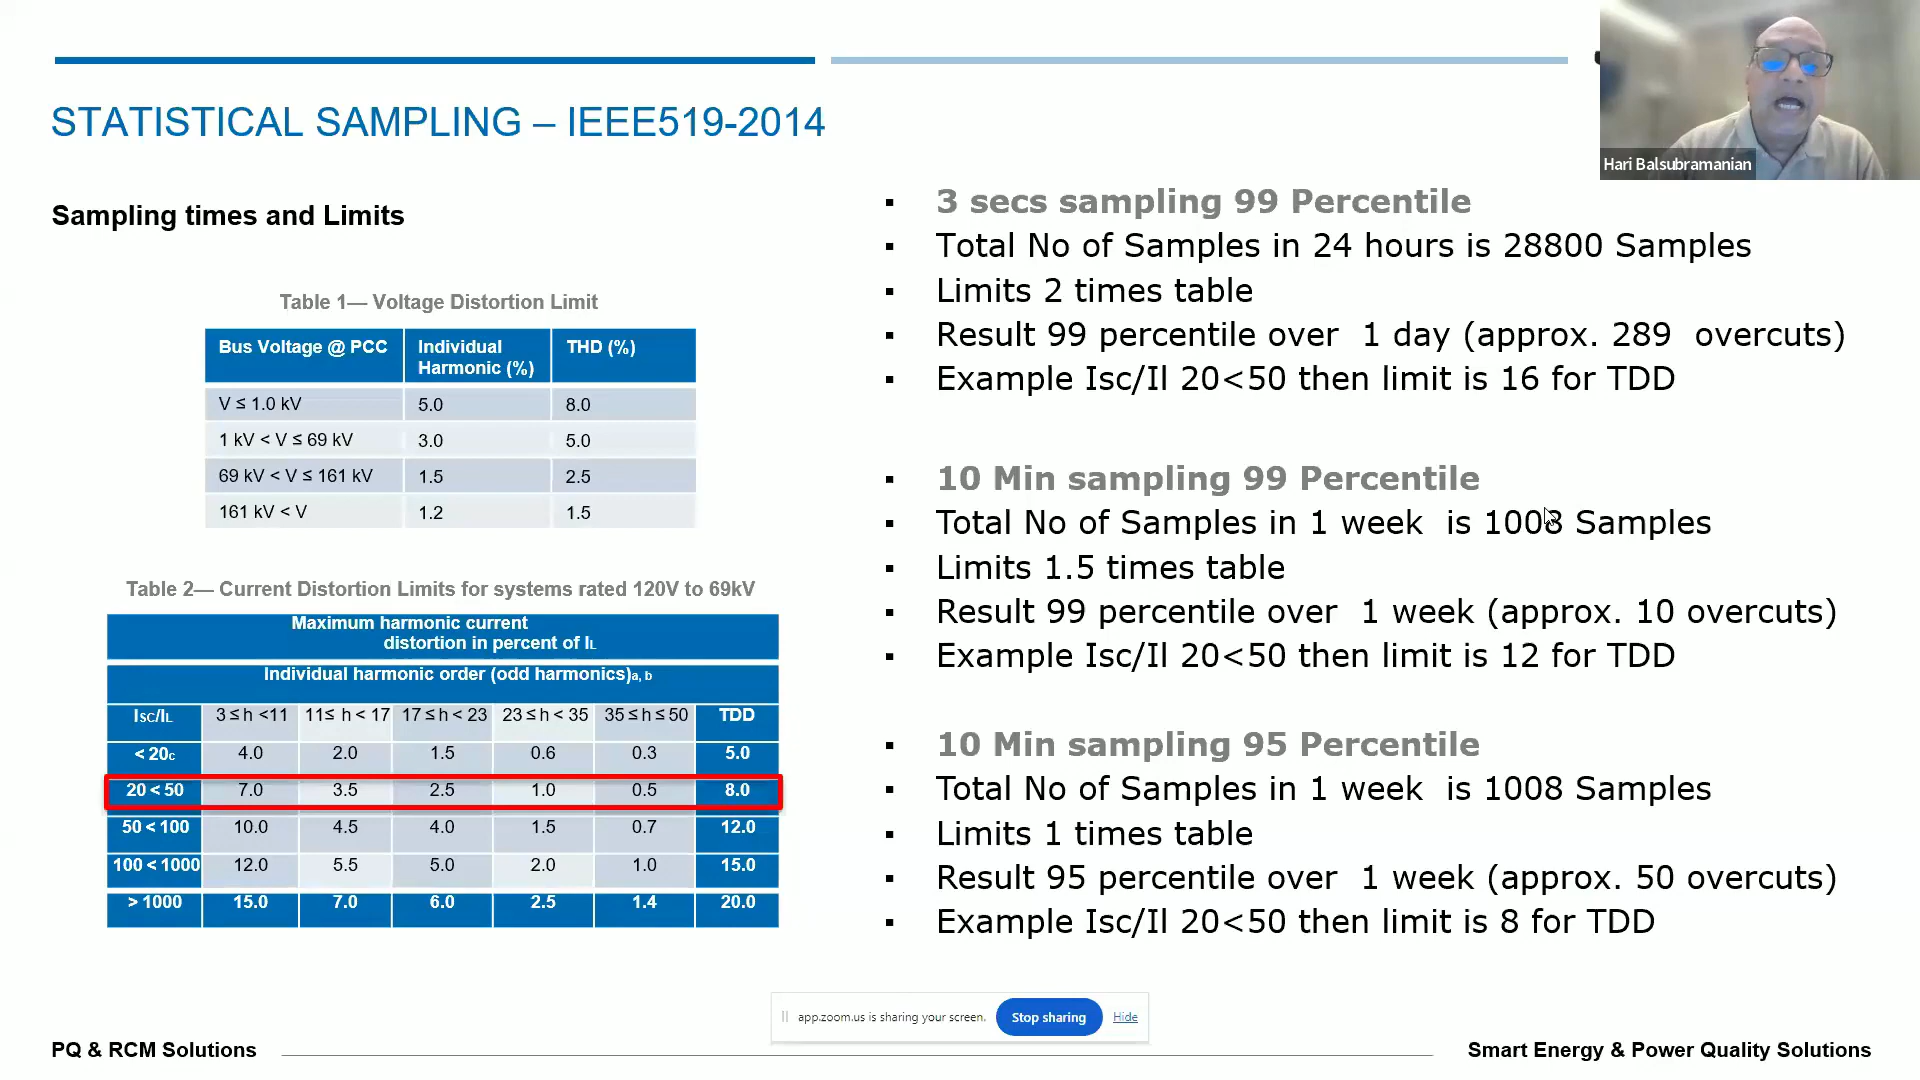 Hari Balsubramanian
STATISTICAL SAMPLING – IEEE519-2014
Sampling times and Limits
Table 1— Voltage Distortion Limit
Bus Voltage @ PCC Individual Harmonic (%) THD (%)
V ≤ 1.0 kV 5.0 8.0
1 kV < V ≤ 69 kV 3.0 5.0
69 kV < V ≤ 161 kV 1.5 2.5
161 kV < V 1.2 1.5
Table 2— Current Distortion Limits for systems rated 120V to 69kV
Maximum harmonic current
distortion in percent of IL
Individual harmonic order (odd harmonics)a, b
ISC/IL 3 ≤ h <11 11≤ h < 17 17 ≤ h < 23 23 ≤ h < 35 35 ≤ h ≤ 50 TDD
< 20c 4.0 2.0 1.5 0.6 0.3 5.0
20 < 50 7.0 3.5 2.5 1.0 0.5 8.0
50 < 100 10.0 4.5 4.0 1.5 0.7 12.0
100 < 1000 12.0 5.5 5.0 2.0 1.0 15.0
> 1000 15.0 7.0 6.0 2.5 1.4 20.0
▪ 3 secs sampling 99 Percentile
▪ Total No of Samples in 24 hours is 28800 Samples
▪ Limits 2 times table
▪ Result 99 percentile over 1 day (approx. 289 overcuts)
▪ Example Isc/Il 20<50 then limit is 16 for TDD
▪ 10 Min sampling 99 Percentile
▪ Total No of Samples in 1 week is 1008 Samples
▪ Limits 1.5 times table
▪ Result 99 percentile over 1 week (approx. 10 overcuts)
▪ Example Isc/Il 20<50 then limit is 12 for TDD
▪ 10 Min sampling 95 Percentile
▪ Total No of Samples in 1 week is 1008 Samples
▪ Limits 1 times table
▪ Result 95 percentile over 1 week (approx. 50 overcuts)
▪ Example Isc/Il 20<50 then limit is 8 for TDD
app.zoom.us is sharing your screen. Stop sharing Hide
PQ & RCM Solutions
Smart Energy & Power Quality Solutions